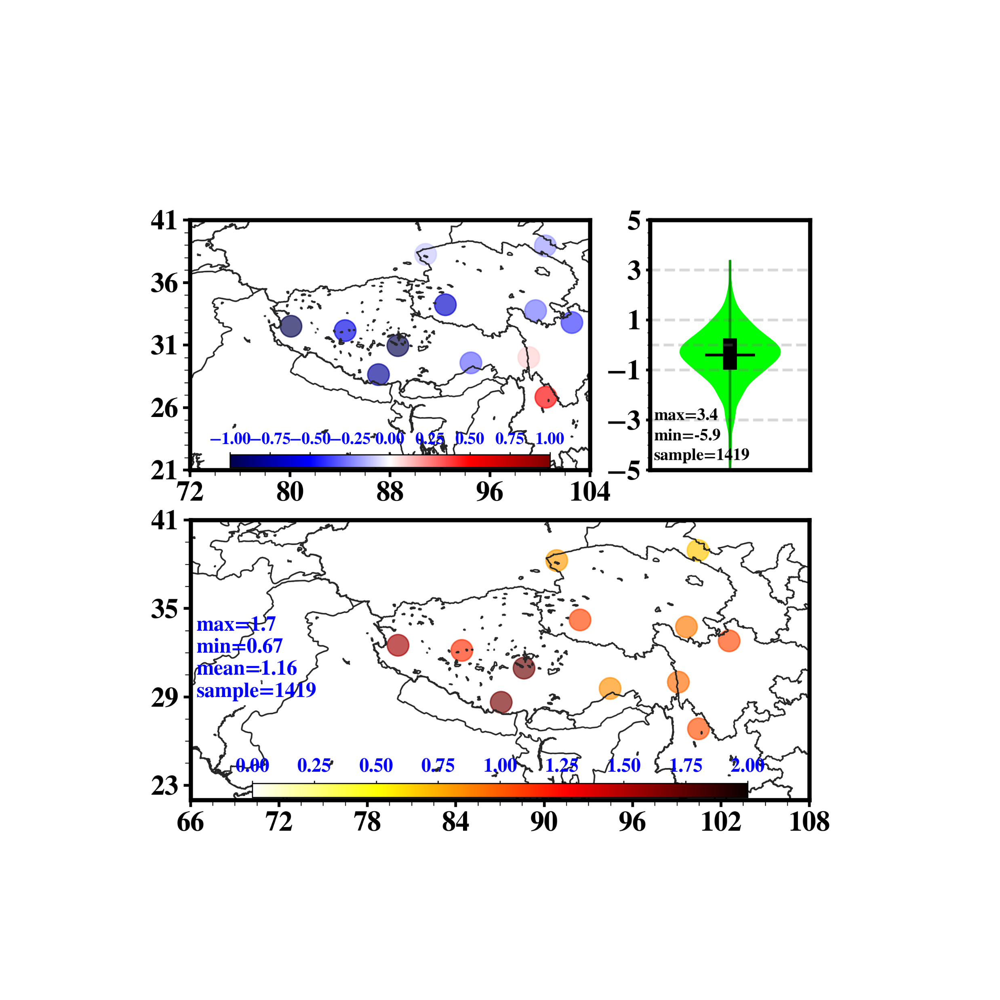 41
36
31
26
21
−1.00 −0.75 −0.50 −0.25 0.00 0.25 0.50 0.75 1.00
72 80 88 96 104
5
3
1
−1
−3
−5
max=3.4
min=-5.9
sample=1419
41
35
29
23
max=1.7
min=0.67
mean=1.16
sample=1419
0.00 0.25 0.50 0.75 1.00 1.25 1.50 1.75 2.00
66 72 78 84 90 96 102 108